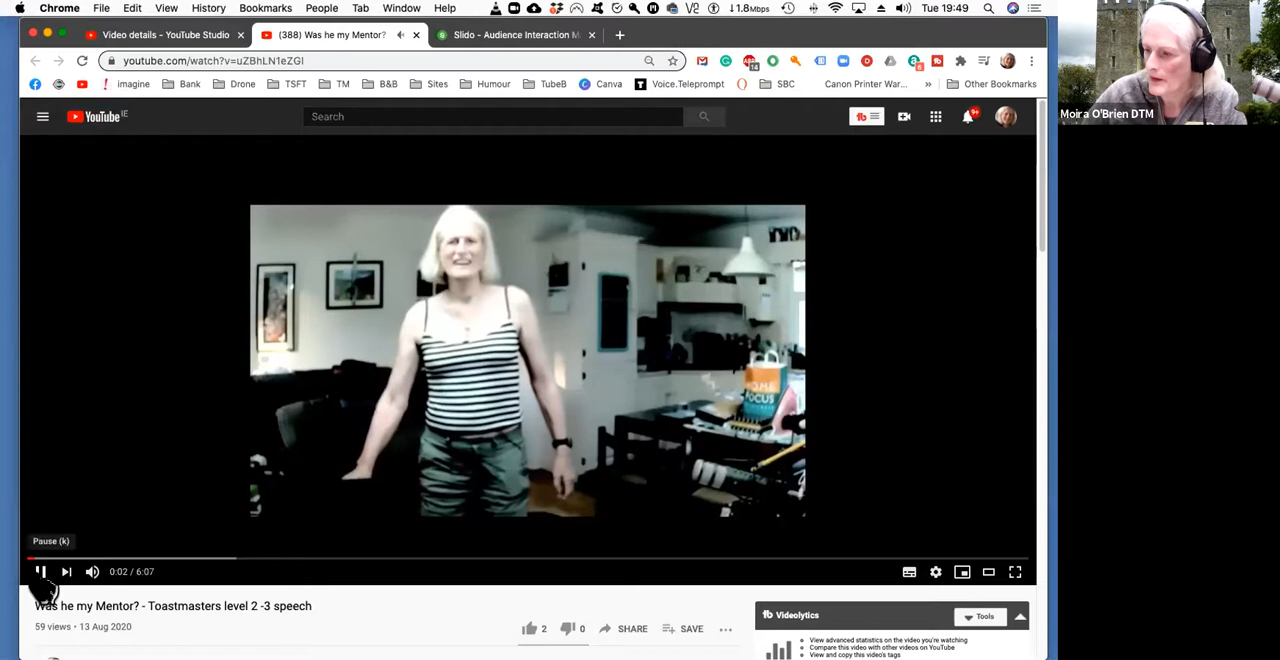 Chrome File Edit View History Bookmarks People Tab Window Help 1.8Mbps Tue 19:49
Video details - YouTube Studio
(388) Was he my Mentor?
Slido - Audience Interaction M
youtube.com/watch?v=uZBhLN1eZGI
imagine Bank Drone TSFT TM B&B Sites Humour TubeB Canva Voice.Teleprompt SBC Canon Printer War... » Other Bookmarks
YouTube IE
Search
9+
Moira O'Brien DTM
HOME
FOCUS
Pause (k)
0:02 / 6:07
Was he my Mentor? - Toastmasters level 2 -3 speech
59 views • 13 Aug 2020
2 0 SHARE SAVE
Videolytics
Tools
View advanced statistics on the video you're watching
Compare this video with other videos on YouTube
View and copy this video's tags